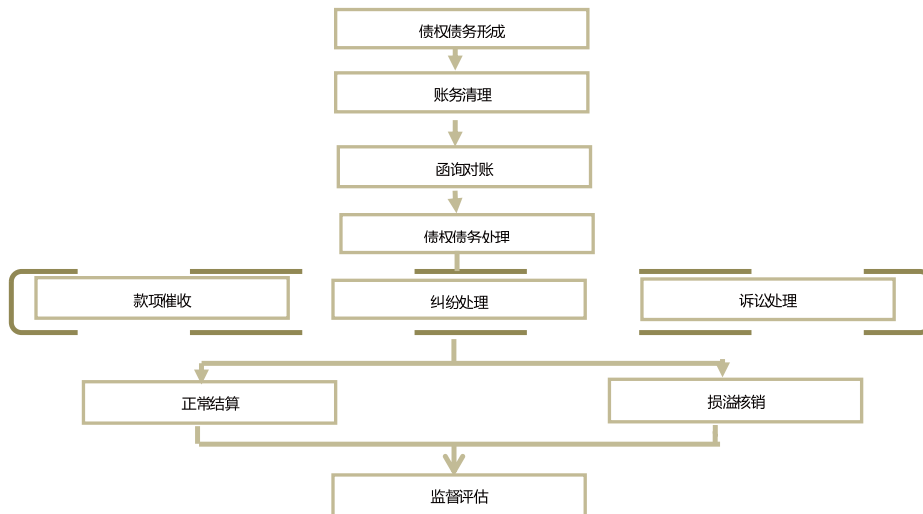 债权债务形成
账务清理
函询对账
债权债务处理
款项催收
纠纷处理
诉讼处理
正常结算
损溢核销
监督评估